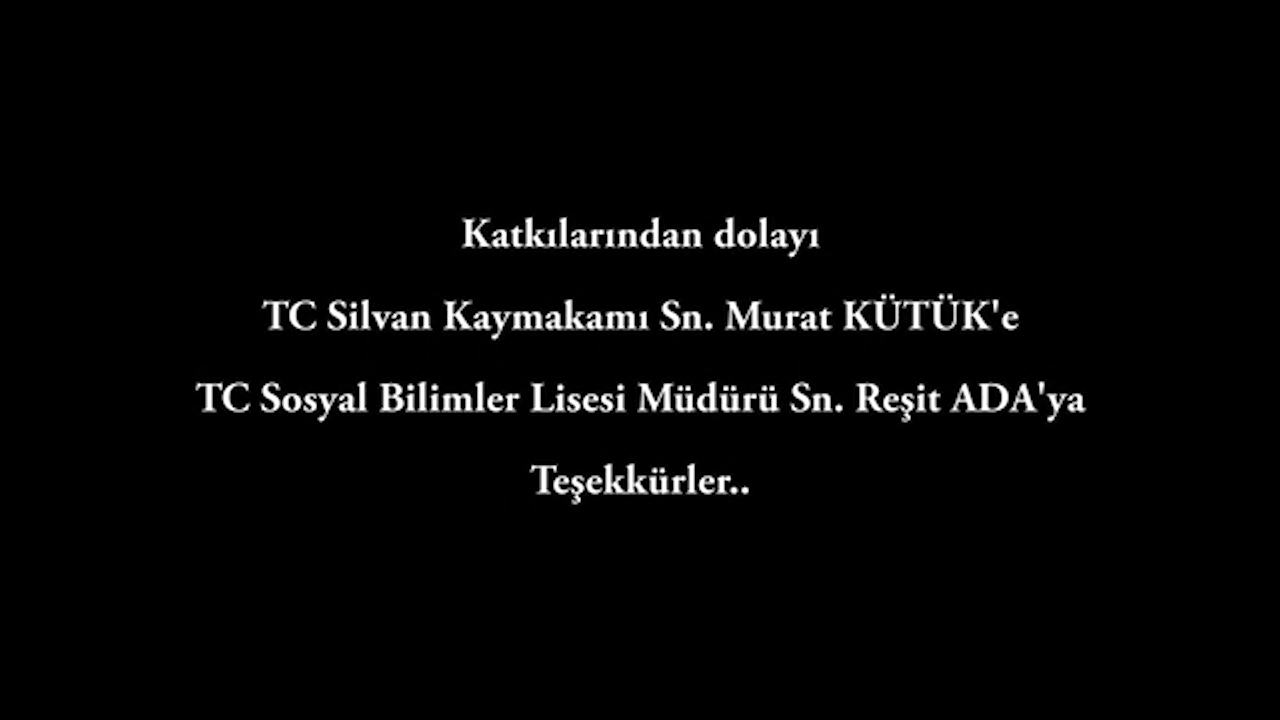 Katkılarından dolayı
TC Silvan Kaymakamı Sn. Murat KÜTÜK'e
TC Sosyal Bilimler Lisesi Müdürü Sn. Reşit ADA'ya
Teşekkürler..